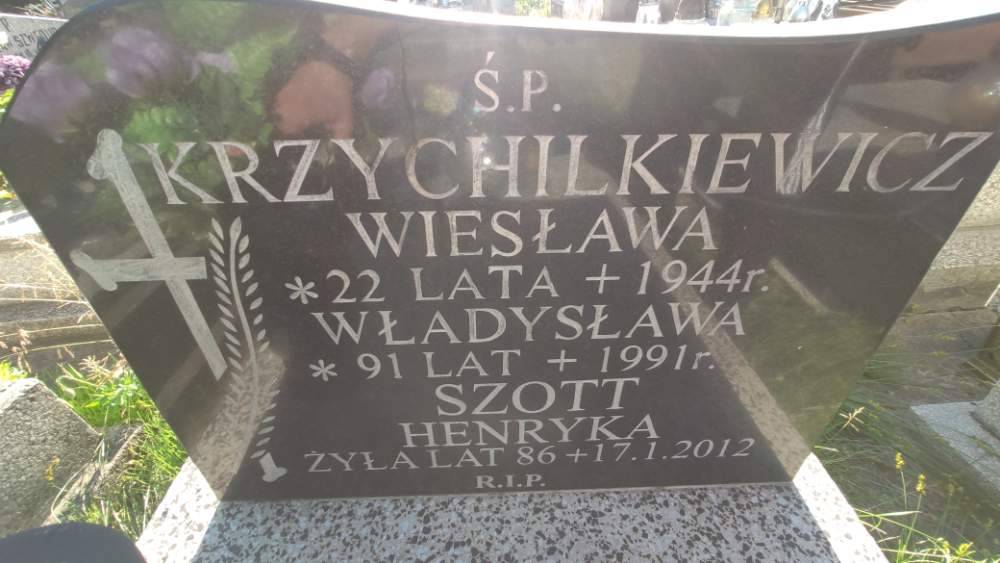 Ś.P.
KRZYCHILKIEWICZ
WIESŁAWA
* 22 LATA + 1944r.
WŁADYSŁAWA
* 91 LAT + 1991r.
SZOTT
HENRYKA
ŻYŁA LAT 86 + 17.1.2012
R.I.P.